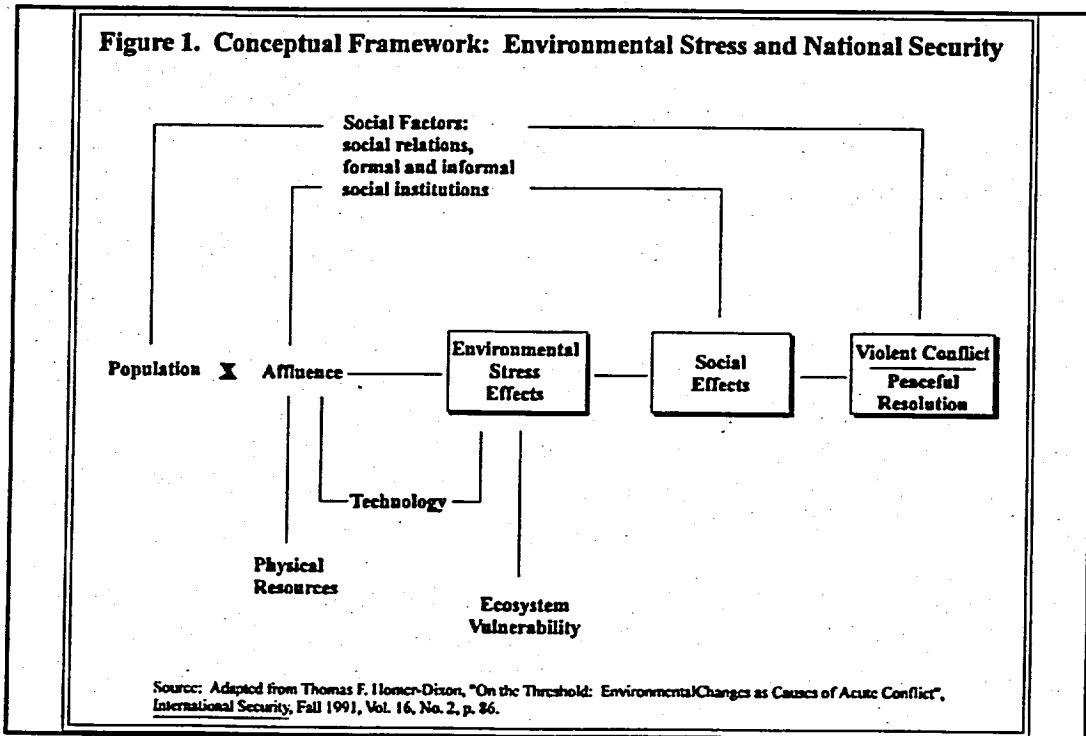 Figure 1. Conceptual Framework: Environmental Stress and National Security
Social Factors:
social relations,
formal and informal
social institutions
Population X Affluence
Environmental
Stress
Effects
Social
Effects
Violent Conflict
Peaceful
Resolution
Technology
Physical
Resources
Ecosystem
Vulnerability
Source: Adapted from Thomas F. Homer-Dixon, "On the Threshold: EnvironmentalChanges as Causes of Acute Conflict",
International Security, Fall 1991, Vol. 16, No. 2, p. 86.